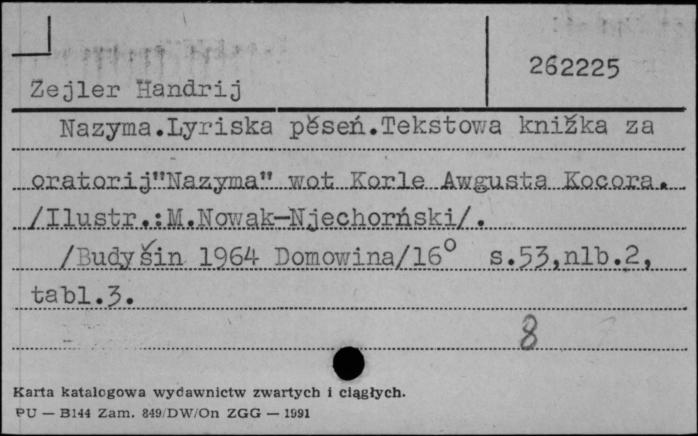 262225
Zejler Handrij
Nazyma.Lyriska pěseń.Tekstowa knižka za
oratorij"Nazyma" wot Korle Awgusta Kocora.
/Ilustr.:M.Nowak-Njechorński/.
/Budyšin 1964 Domowina/16° s.53,nlb.2,
tabl.3.
8
Karta katalogowa wydawnictw zwartych i ciągłych.
PU — B144 Zam. 849/DW/On ZGG — 1991